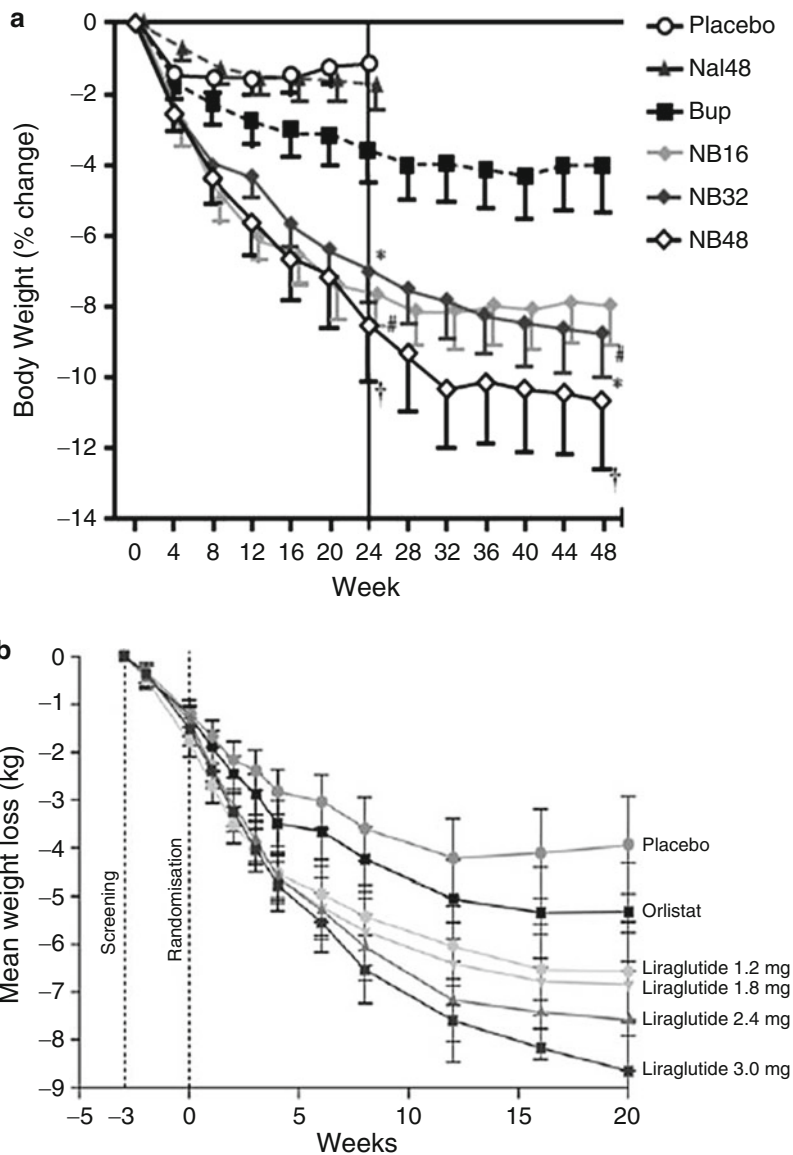 a
0
−2
−4
−6
−8
−10
−12
−14
Body Weight (% change)
0 4 8 12 16 20 24 28 32 36 40 44 48
Week
Placebo
Nal48
Bup
NB16
NB32
NB48
*
#
†
#
*
†
b
0
−1
−2
−3
−4
−5
−6
−7
−8
−9
Mean weight loss (kg)
Screening
Randomisation
−5 −3 0 5 10 15 20
Weeks
Placebo
Orlistat
Liraglutide 1.2 mg
Liraglutide 1.8 mg
Liraglutide 2.4 mg
Liraglutide 3.0 mg